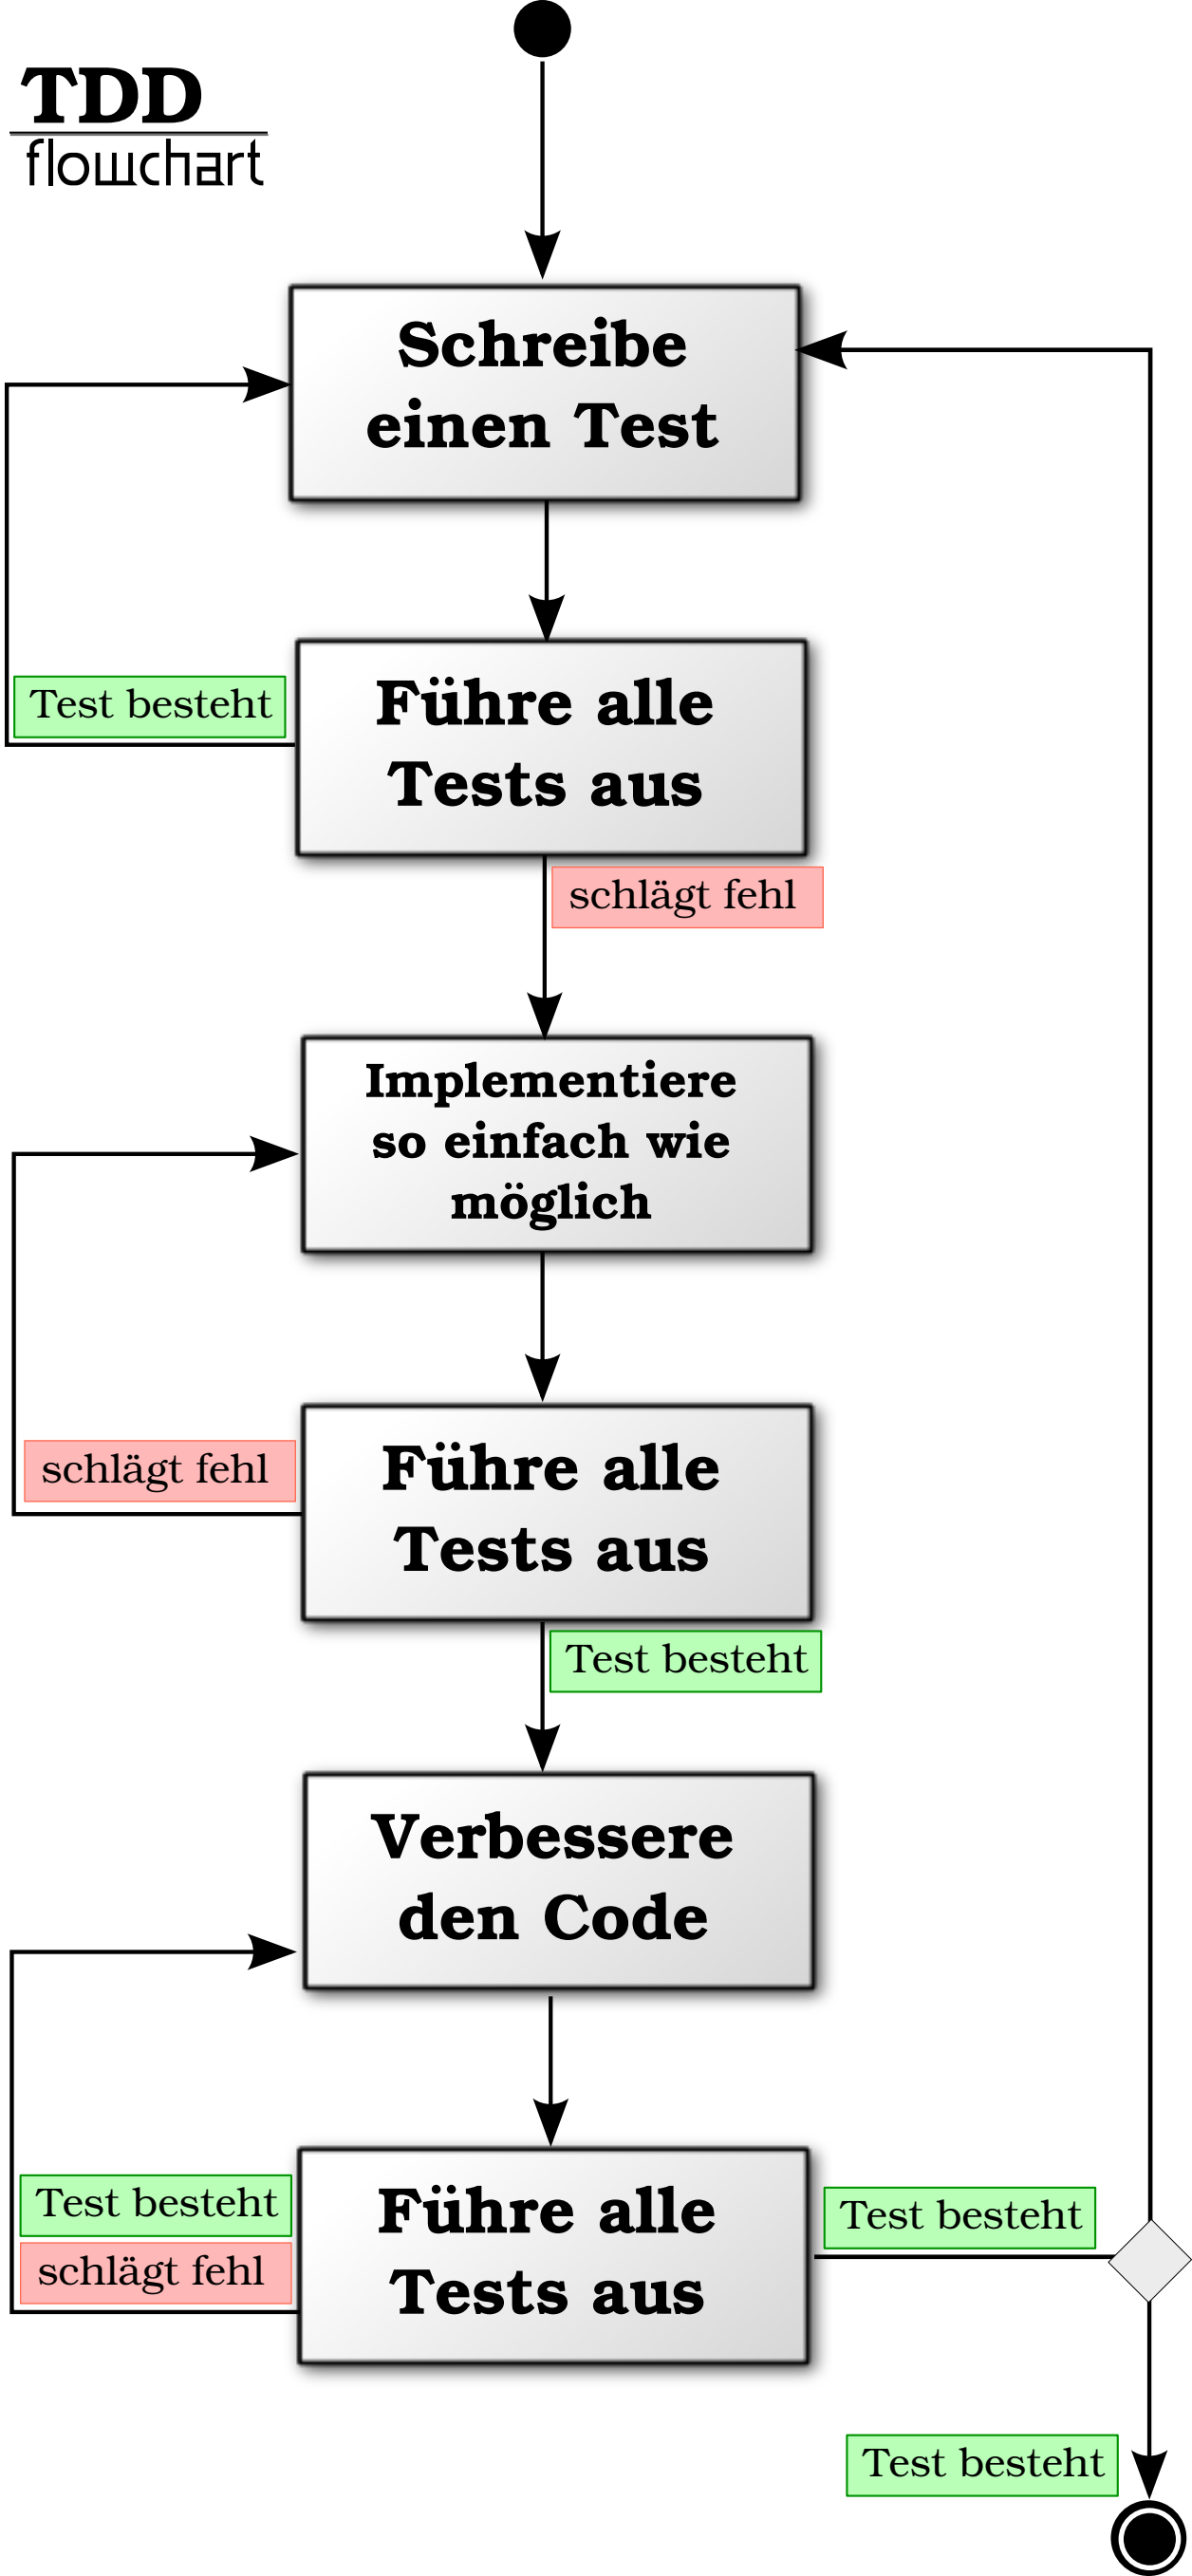 TDD
flowchart
Schreibe
einen Test
Test besteht
Führe alle
Tests aus
schlägt fehl
Implementiere
so einfach wie
möglich
schlägt fehl
Führe alle
Tests aus
Test besteht
Verbessere
den Code
Test besteht
schlägt fehl
Führe alle
Tests aus
Test besteht
Test besteht